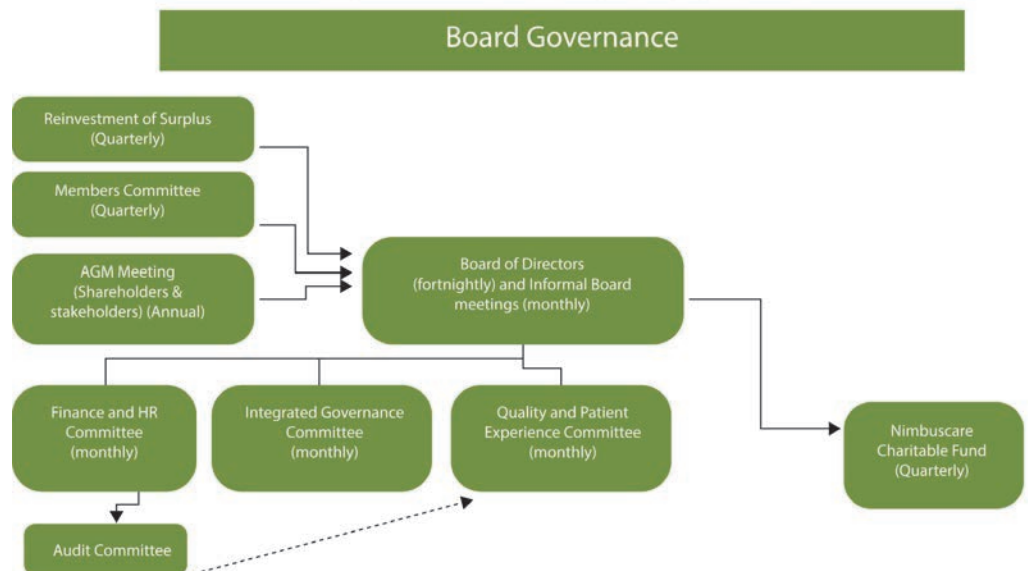 Board Governance
Reinvestment of Surplus
(Quarterly)
Members Committee
(Quarterly)
AGM Meeting
(Shareholders &
stakeholders) (Annual)
Board of Directors
(fortnightly) and Informal Board
meetings (monthly)
Finance and HR
Committee
(monthly)
Integrated Governance
Committee
(monthly)
Quality and Patient
Experience Committee
(monthly)
Nimbuscare
Charitable Fund
(Quarterly)
Audit Committee